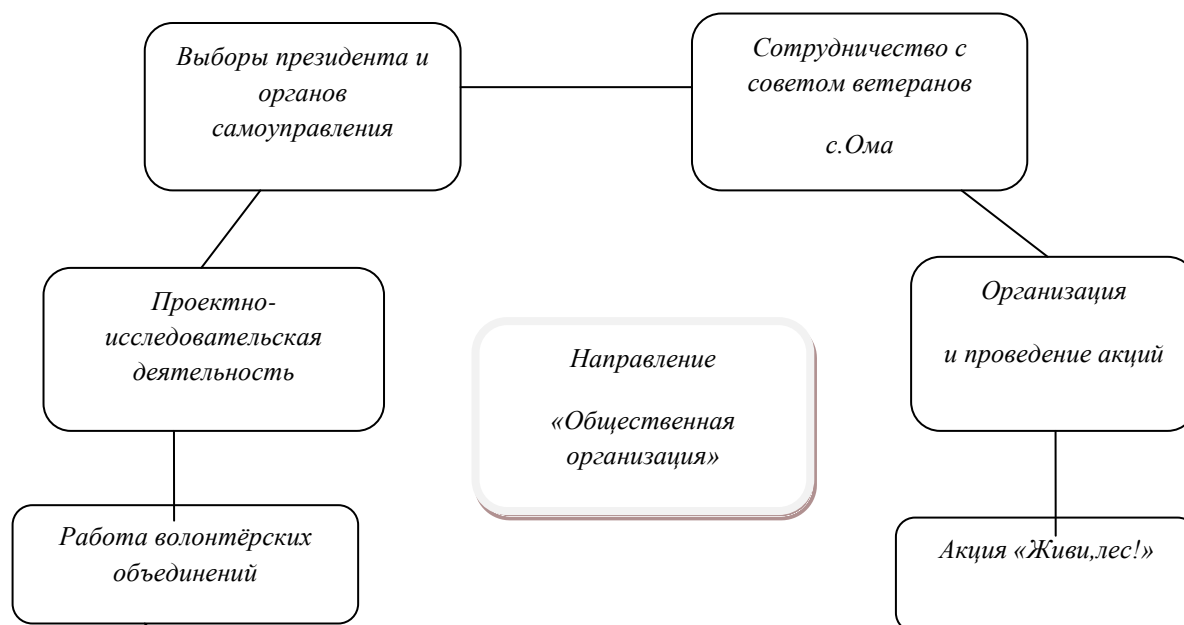 Выборы президента и
органов
самоуправления
Сотрудничество с
советом ветеранов
с.Ома
Проектно-
исследовательская
деятельность
Направление
«Общественная
организация»
Организация
и проведение акций
Работа волонтёрских
объединений
Акция «Живи,лес!»